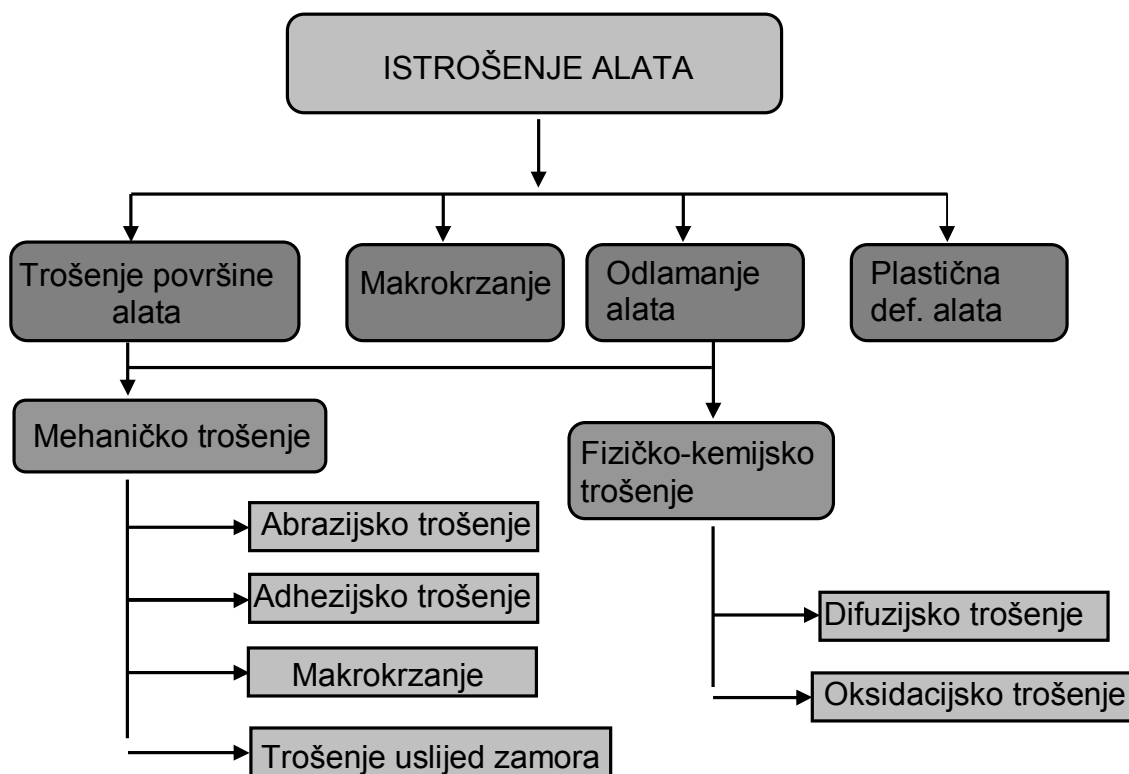 ISTROŠENJE ALATA
Trošenje površine
alata
Makrokrzanje
Odlamanje
alata
Plastična
def. alata
Mehaničko trošenje
Fizičko-kemijsko
trošenje
Abrazijsko trošenje
Adhezijsko trošenje
Makrokrzanje
Trošenje uslijed zamora
Difuzijsko trošenje
Oksidacijsko trošenje